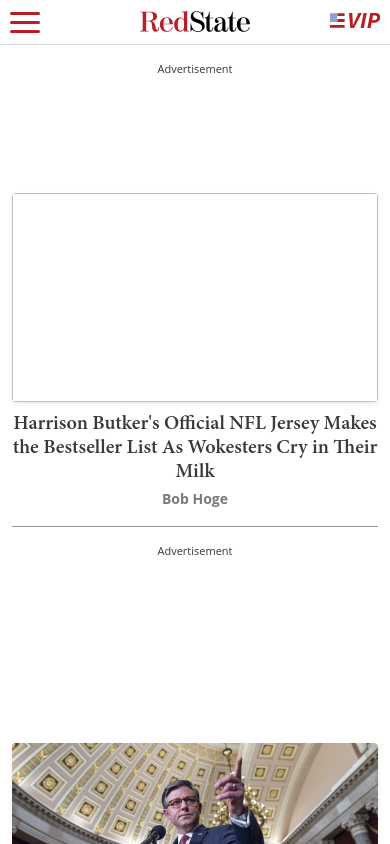 RedState
VIP
Advertisement
Harrison Butker's Official NFL Jersey Makes
the Bestseller List As Wokesters Cry in Their
Milk
Bob Hoge
Advertisement